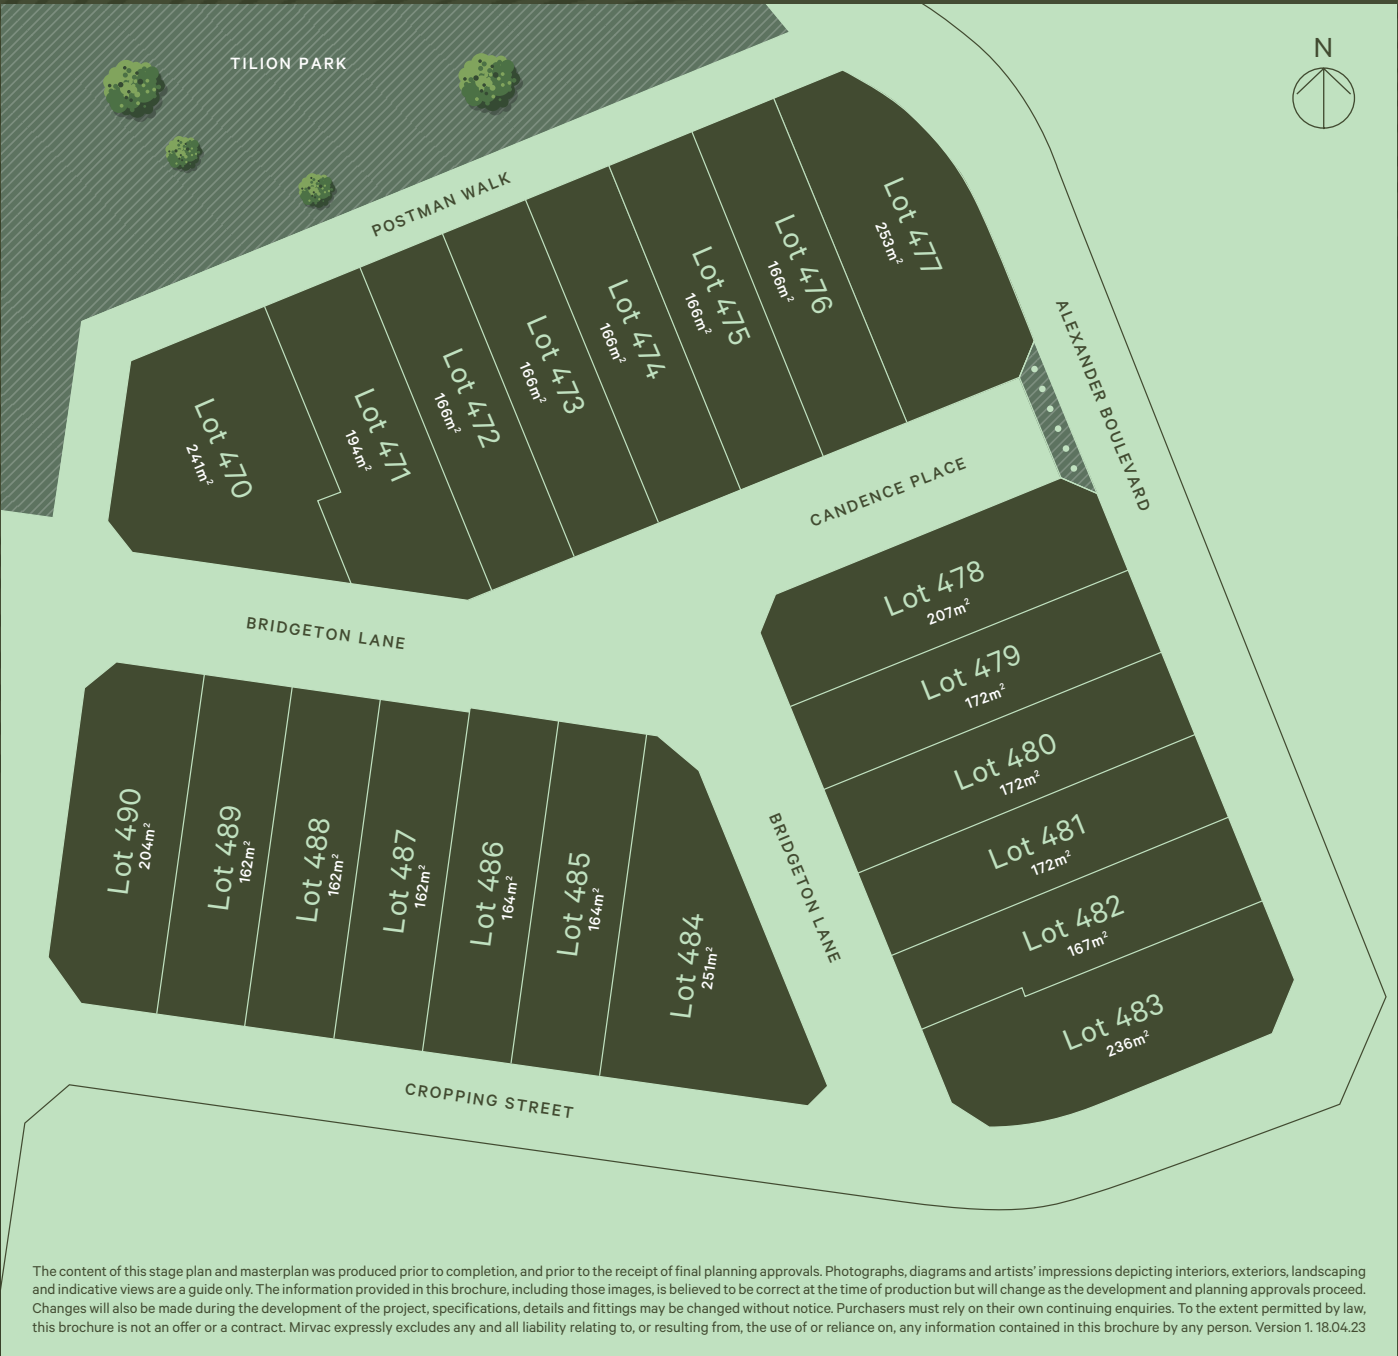 N
TILION PARK
POSTMAN WALK
Lot 477
253m²
Lot 476
166m²
Lot 475
166m²
Lot 474
166m²
Lot 473
166m²
Lot 472
166m²
Lot 471
194m²
Lot 470
241m²
ALEXANDER BOULEVARD
CANDENCE PLACE
BRIDGETON LANE
Lot 478
207m²
Lot 479
172m²
Lot 480
172m²
Lot 481
172m²
Lot 482
167m²
Lot 483
236m²
BRIDGETON LANE
Lot 490
204m²
Lot 489
162m²
Lot 488
162m²
Lot 487
162m²
Lot 486
164m²
Lot 485
164m²
Lot 484
251m²
CROPPING STREET
The content of this stage plan and masterplan was produced prior to completion, and prior to the receipt of final planning approvals. Photographs, diagrams and artists' impressions depicting interiors, exteriors, landscaping
and indicative views are a guide only. The information provided in this brochure, including those images, is believed to be correct at the time of production but will change as the development and planning approvals proceed.
Changes will also be made during the development of the project, specifications, details and fittings may be changed without notice. Purchasers must rely on their own continuing enquiries. To the extent permitted by law,
this brochure is not an offer or a contract. Mirvac expressly excludes any and all liability relating to, or resulting from, the use of or reliance on, any information contained in this brochure by any person. Version 1. 18.04.23